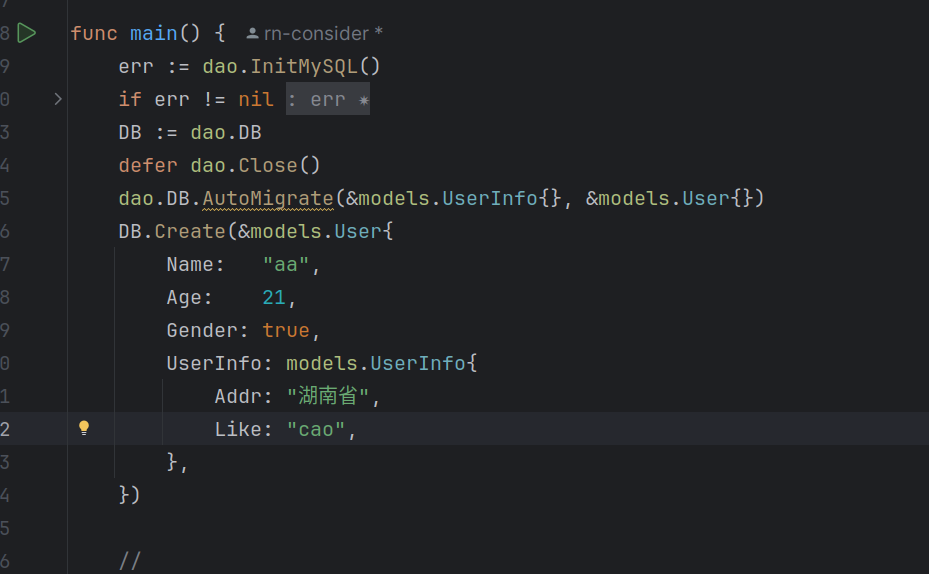 8 func main() { rn-consider *
9 err := dao.InitMySQL()
0 if err != nil : err
3 DB := dao.DB
4 defer dao.Close()
5 dao.DB.AutoMigrate(&models.UserInfo{}, &models.User{})
6 DB.Create(&models.User{
7 Name: "aa",
8 Age: 21,
9 Gender: true,
0 UserInfo: models.UserInfo{
1 Addr: "湖南省",
2 Like: "cao",
3 },
4 })
5
6 //